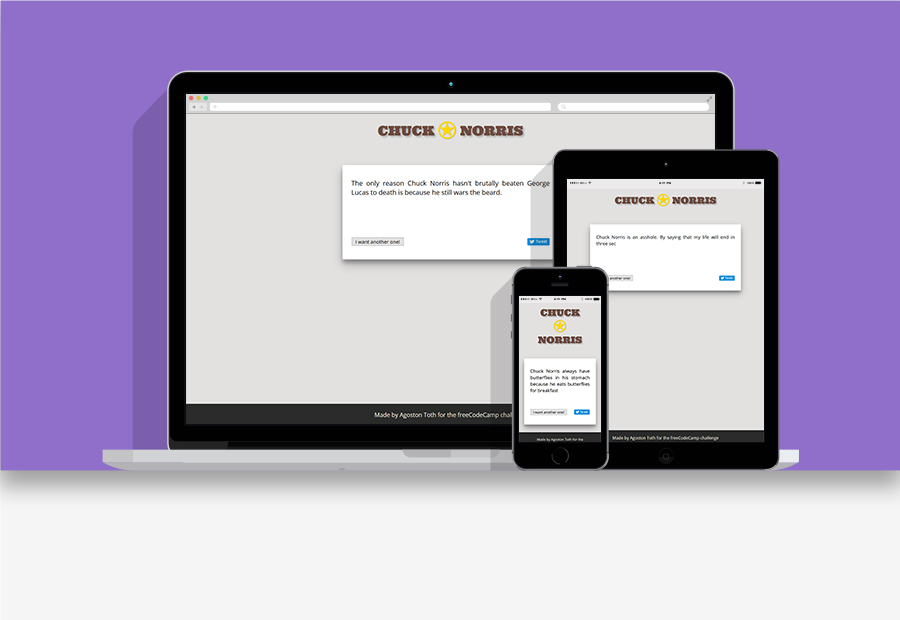 CHUCK NORRIS
The only reason Chuck Norris hasn't brutally beaten George
Lucas to death is because he still wars the beard.
I want another one!
Tweet
Made by Agoston Toth for the freeCodeCamp chall
CHUCK NORRIS
Chuck Norris is an asshole. By saying that my life will end in
three sec
another one!
Tweet
Made by Agoston Toth for the FreeCodeCamp challenge
CHUCK
NORRIS
Chuck Norris always have
butterflies in his stomach
because he eats butterflies
for breakfast
I want another one!
Tweet
Made by Agoston Toth for the